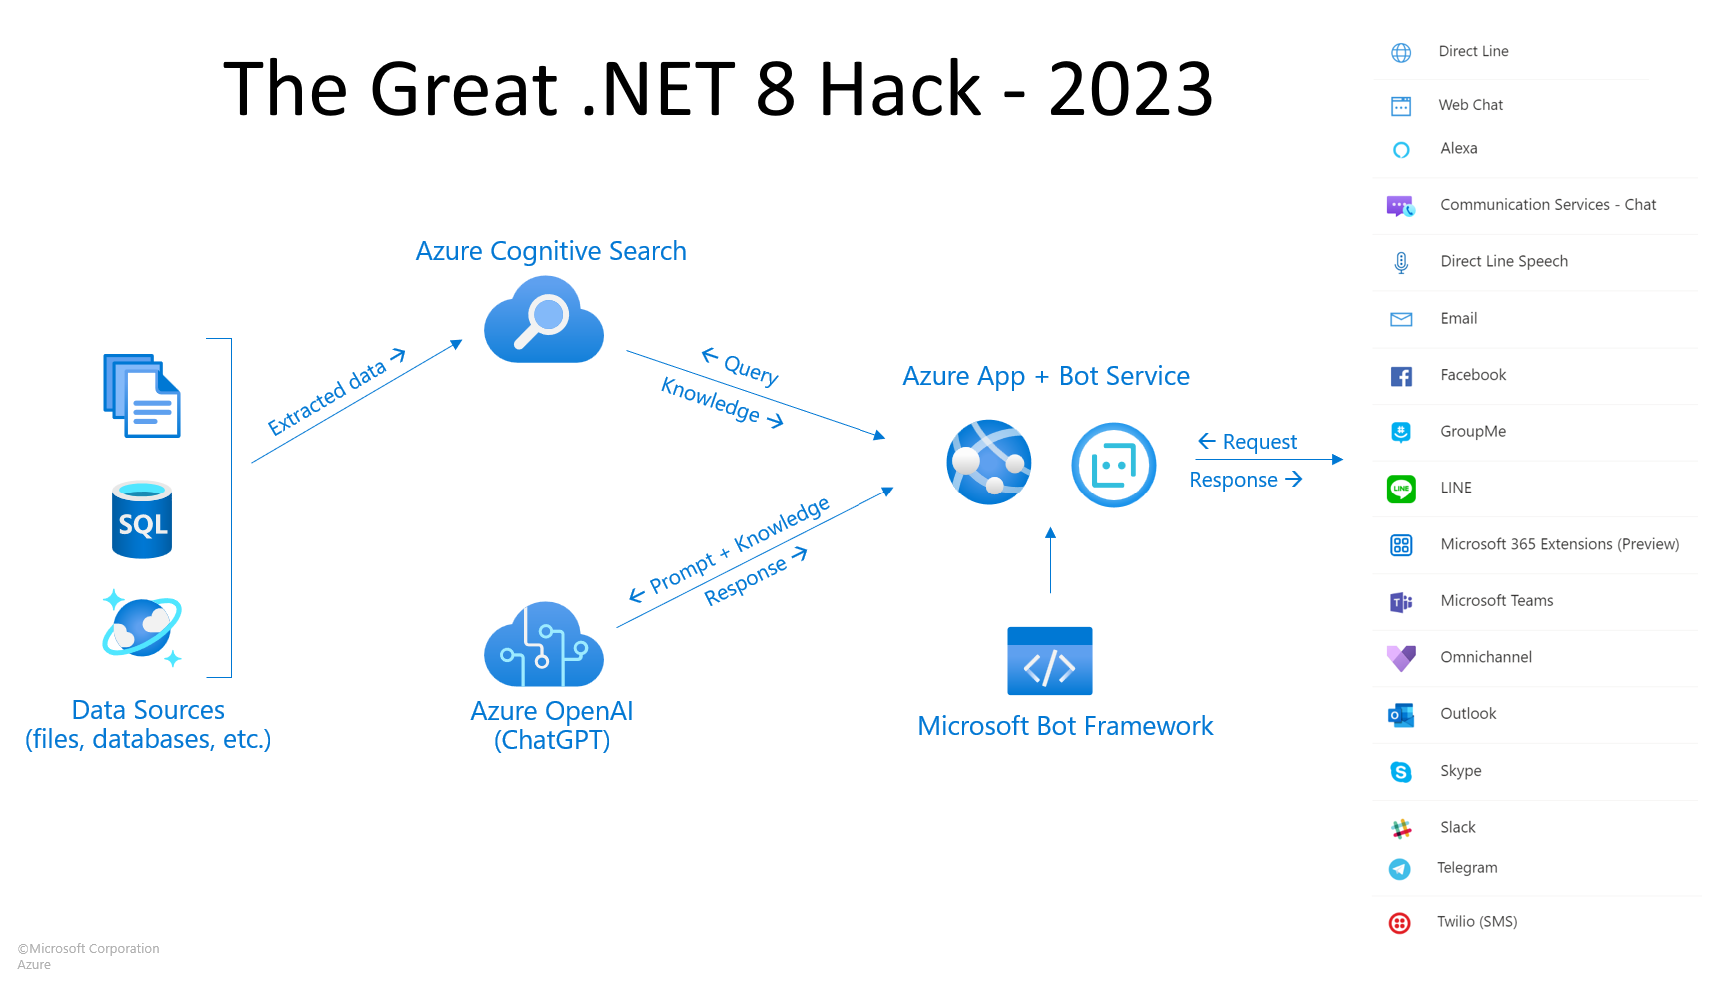 The Great .NET 8 Hack - 2023
Azure Cognitive Search
Extracted data →
← Query
Knowledge →
Azure App + Bot Service
← Request
Response →
← Prompt + Knowledge
Response →
SQL
Data Sources
(files, databases, etc.)
Azure OpenAI
(ChatGPT)
Microsoft Bot Framework
Direct Line
Web Chat
Alexa
Communication Services - Chat
Direct Line Speech
Email
Facebook
GroupMe
LINE
LINE
Microsoft 365 Extensions (Preview)
Microsoft Teams
Omnichannel
Outlook
Skype
Slack
Telegram
Twilio (SMS)
©Microsoft Corporation
Azure